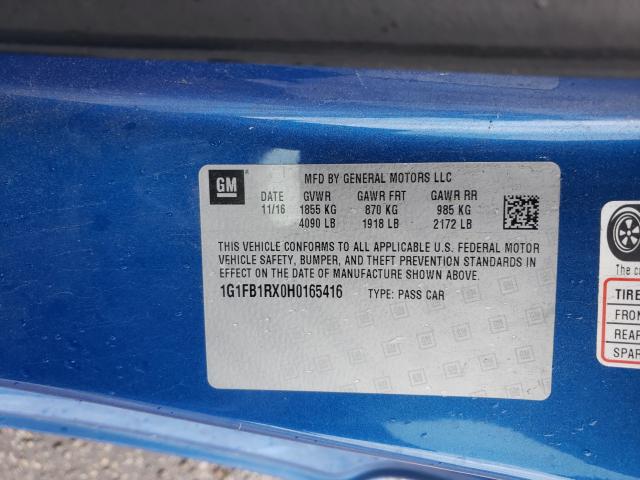 GM
MFD BY GENERAL MOTORS LLC
DATE GVWR GAWR FRT GAWR RR
11/16 1855 KG 870 KG 985 KG
4090 LB 1918 LB 2172 LB
THIS VEHICLE CONFORMS TO ALL APPLICABLE U.S. FEDERAL MOTOR
VEHICLE SAFETY, BUMPER, AND THEFT PREVENTION STANDARDS IN
EFFECT ON THE DATE OF MANUFACTURE SHOWN ABOVE.
1G1FB1RX0H0165416 TYPE: PASS CAR
The
TIRE
FRON
REAR
SPAR